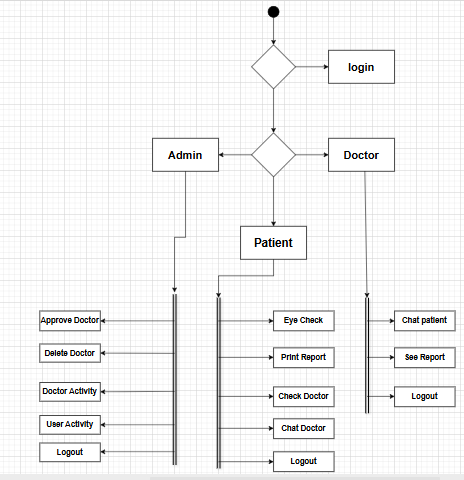 login
Admin
Doctor
Patient
Approve Doctor
Delete Doctor
Doctor Activity
User Activity
Logout
Eye Check
Print Report
Check Doctor
Chat Doctor
Logout
Chat patient
See Report
Logout